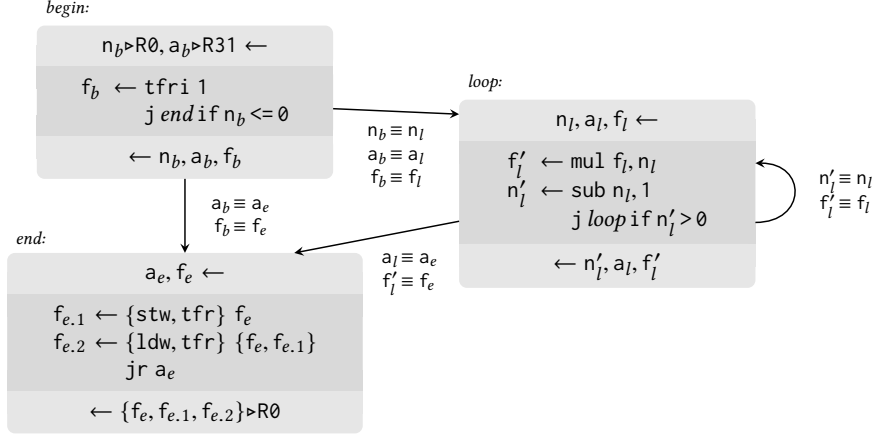 begin:
n_b▹R0, a_b▹R31 ←
f_b ← tfri 1
j end if n_b <= 0
← n_b, a_b, f_b
n_b ≡ n_l
a_b ≡ a_l
f_b ≡ f_l
loop:
n_l, a_l, f_l ←
f'_l ← mul f_l, n_l
n'_l ← sub n_l, 1
j loop if n'_l > 0
← n'_l, a_l, f'_l
n'_l ≡ n_l
f'_l ≡ f_l
a_b ≡ a_e
f_b ≡ f_e
a_l ≡ a_e
f'_l ≡ f_e
end:
a_e, f_e ←
f_e.1 ← {stw, tfr} f_e
f_e.2 ← {ldw, tfr} {f_e, f_e.1}
jr a_e
← {f_e, f_e.1, f_e.2}▹R0